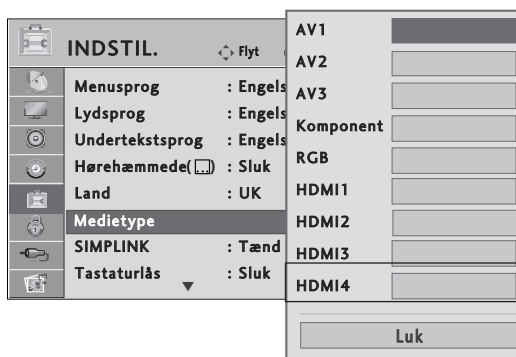 INDSTIL.
Flyt
Menusprog : Engels
Lydsprog : Engels
Undertekstsprog : Engels
Hørehæmmede( ) : Sluk
Land : UK
Medietype
SIMPLINK : Tænd
Tastaturlås : Sluk
AV1
AV2
AV3
Komponent
RGB
HDMI1
HDMI2
HDMI3
HDMI4
Luk